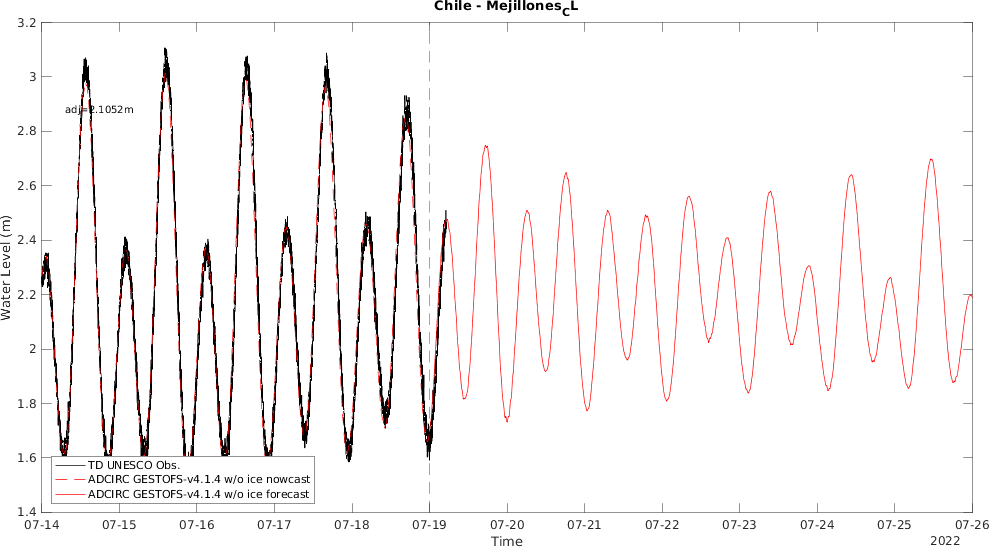 Chile - Mejillones_CL
3.2
3
2.8
2.6
2.4
2.2
2
1.8
1.6
1.4
Water Level (m)
adj=2.1052m
TD UNESCO Obs.
ADCIRC GESTOFS-v4.1.4 w/o ice nowcast
ADCIRC GESTOFS-v4.1.4 w/o ice forecast
07-14 07-15 07-16 07-17 07-18 07-19 07-20 07-21 07-22 07-23 07-24 07-25 07-26
Time
2022